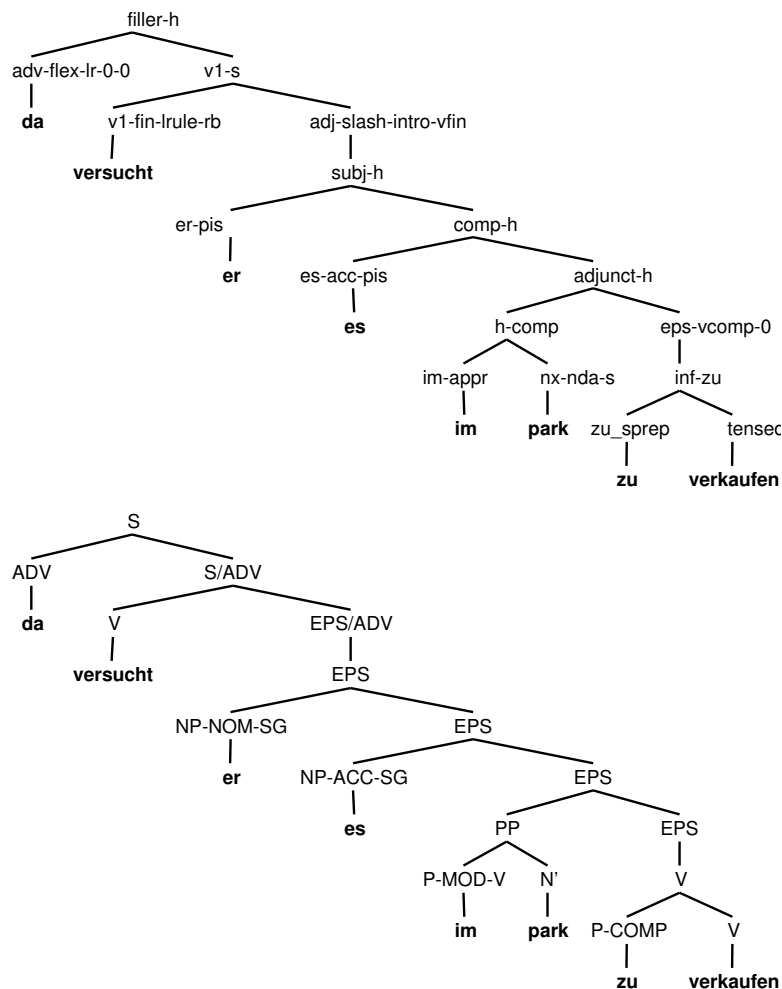 filler-h
adv-flex-lr-0-0 v1-s
da v1-fin-lrule-rb adj-slash-intro-vfin
versucht subj-h
er-pis comp-h
er es-acc-pis adjunct-h
es h-comp eps-vcomp-0
im-appr nx-nda-s inf-zu
im park zu_sprep tensed
zu verkaufen
S
ADV S/ADV
da V EPS/ADV
versucht EPS
NP-NOM-SG EPS
er NP-ACC-SG EPS
es PP EPS
P-MOD-V N' V
im park P-COMP V
zu verkaufen